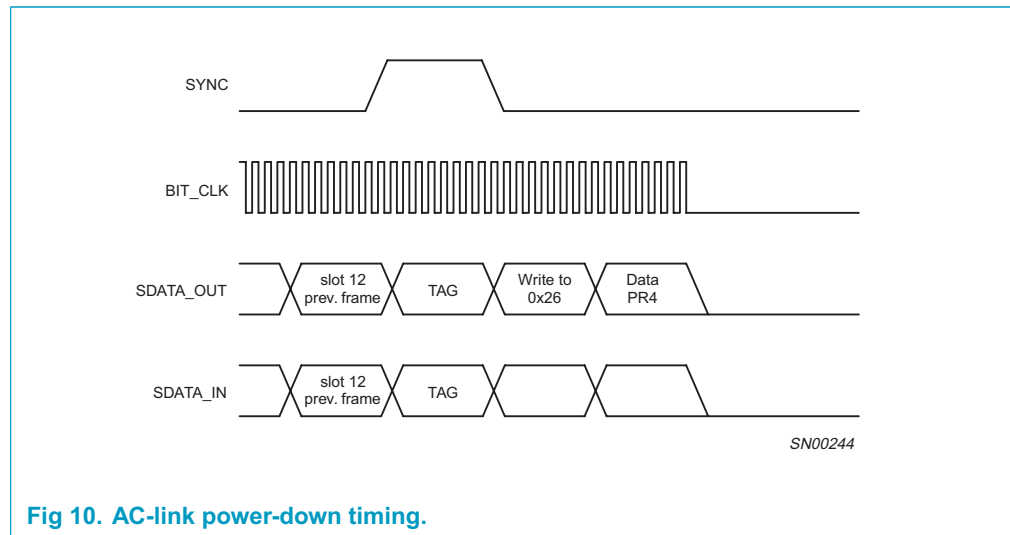 SYNC
BIT_CLK
SDATA_OUT
slot 12
prev. frame
TAG
Write to
0x26
Data
PR4
SDATA_IN
slot 12
prev. frame
TAG
SN00244
Fig 10. AC-link power-down timing.